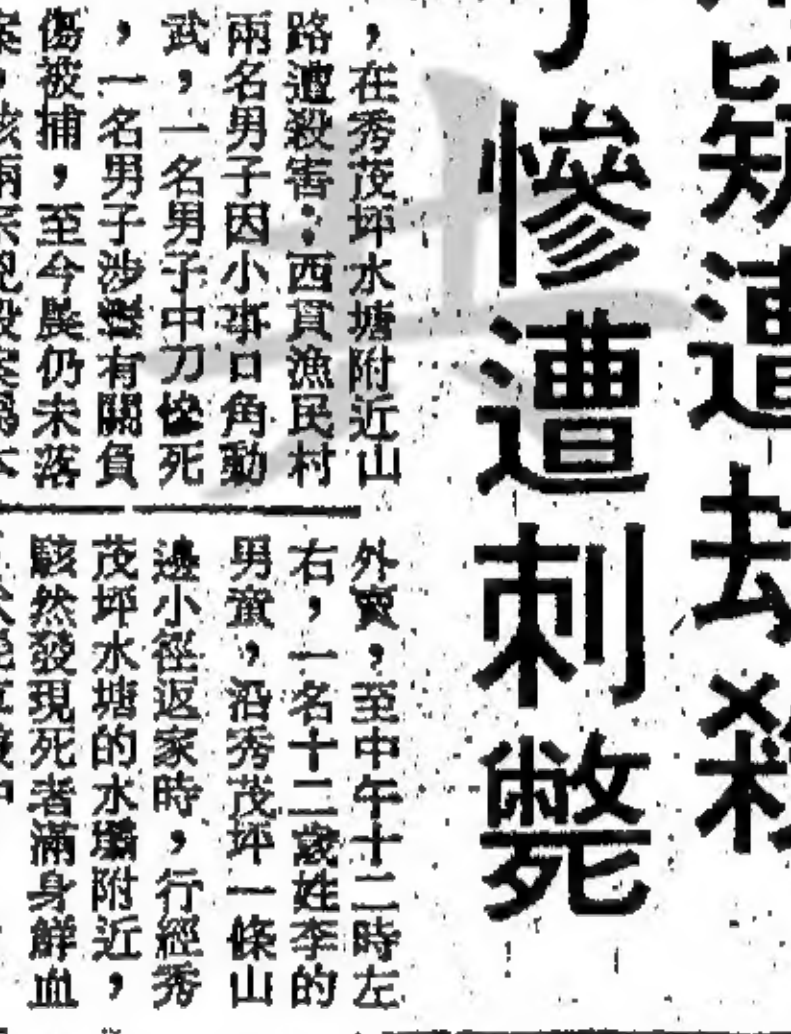 疑遭劫殺
慘遭刺斃
，在秀茂坪水塘附近山
路遭殺害；西貢漁民村
兩名男子因小事口角動
武，一名男子中刀慘死
，一名男子涉嫌有關負
傷被捕，至今晨仍未落
外賣，至中午十二時左
右，一名十二歲姓李的
男童，沿秀茂坪一條山
邊小徑返家時，行經秀
茂坪水塘的水壩附近，
駭然發現死者滿身鮮血